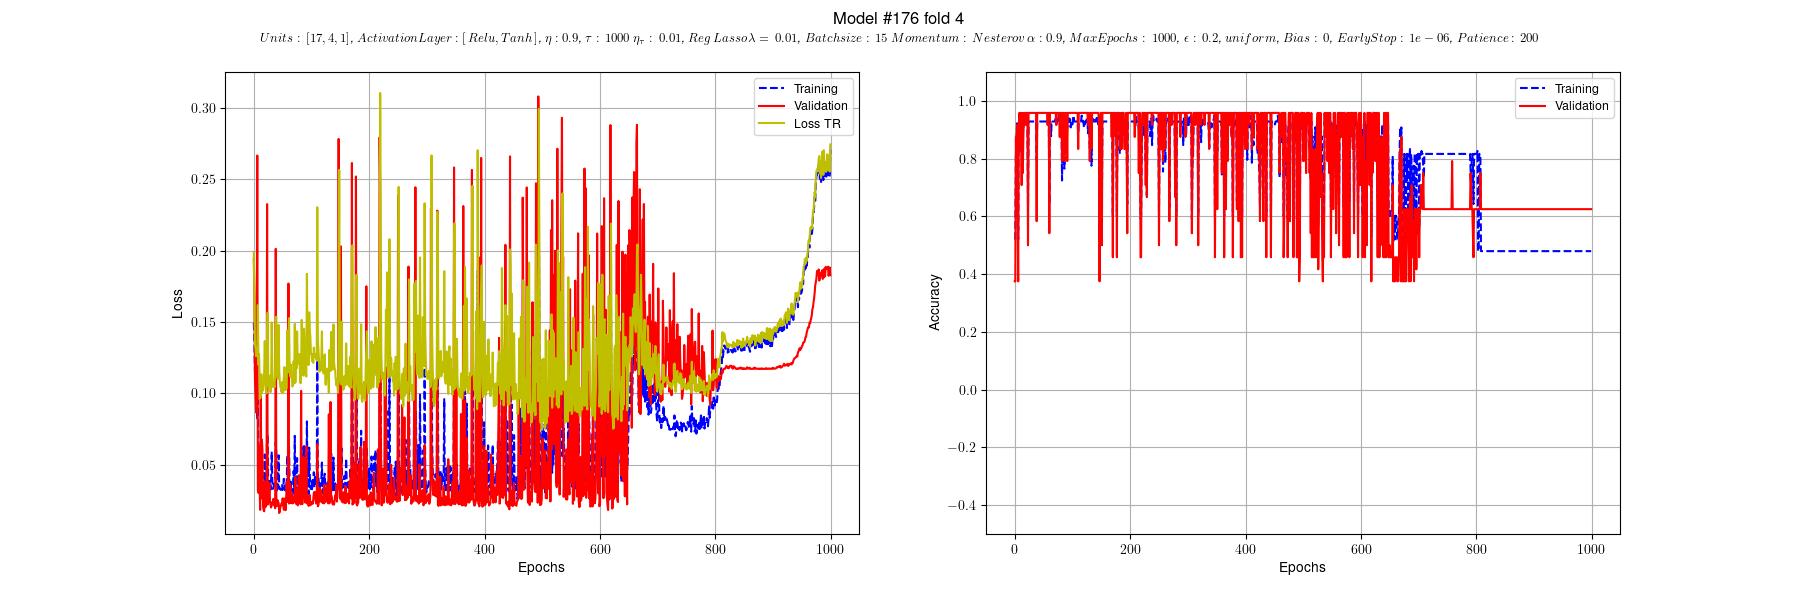 Model #176 fold 4
Units : [17, 4, 1], ActivationLayer : [ Relu, Tanh ], η : 0.9, τ : 1000 ητ : 0.01, Reg Lasso λ = 0.01, Batchsize : 15 Momentum : Nesterov α : 0.9, MaxEpochs : 1000, ϵ : 0.2, uniform, Bias : 0, EarlyStop : 1e − 06, Patience : 200
Loss
0.30
0.25
0.20
0.15
0.10
0.05
0 200 400 600 800 1000
Epochs
Training
Validation
Loss TR
Accuracy
1.0
0.8
0.6
0.4
0.2
0.0
−0.2
−0.4
0 200 400 600 800 1000
Epochs
Training
Validation